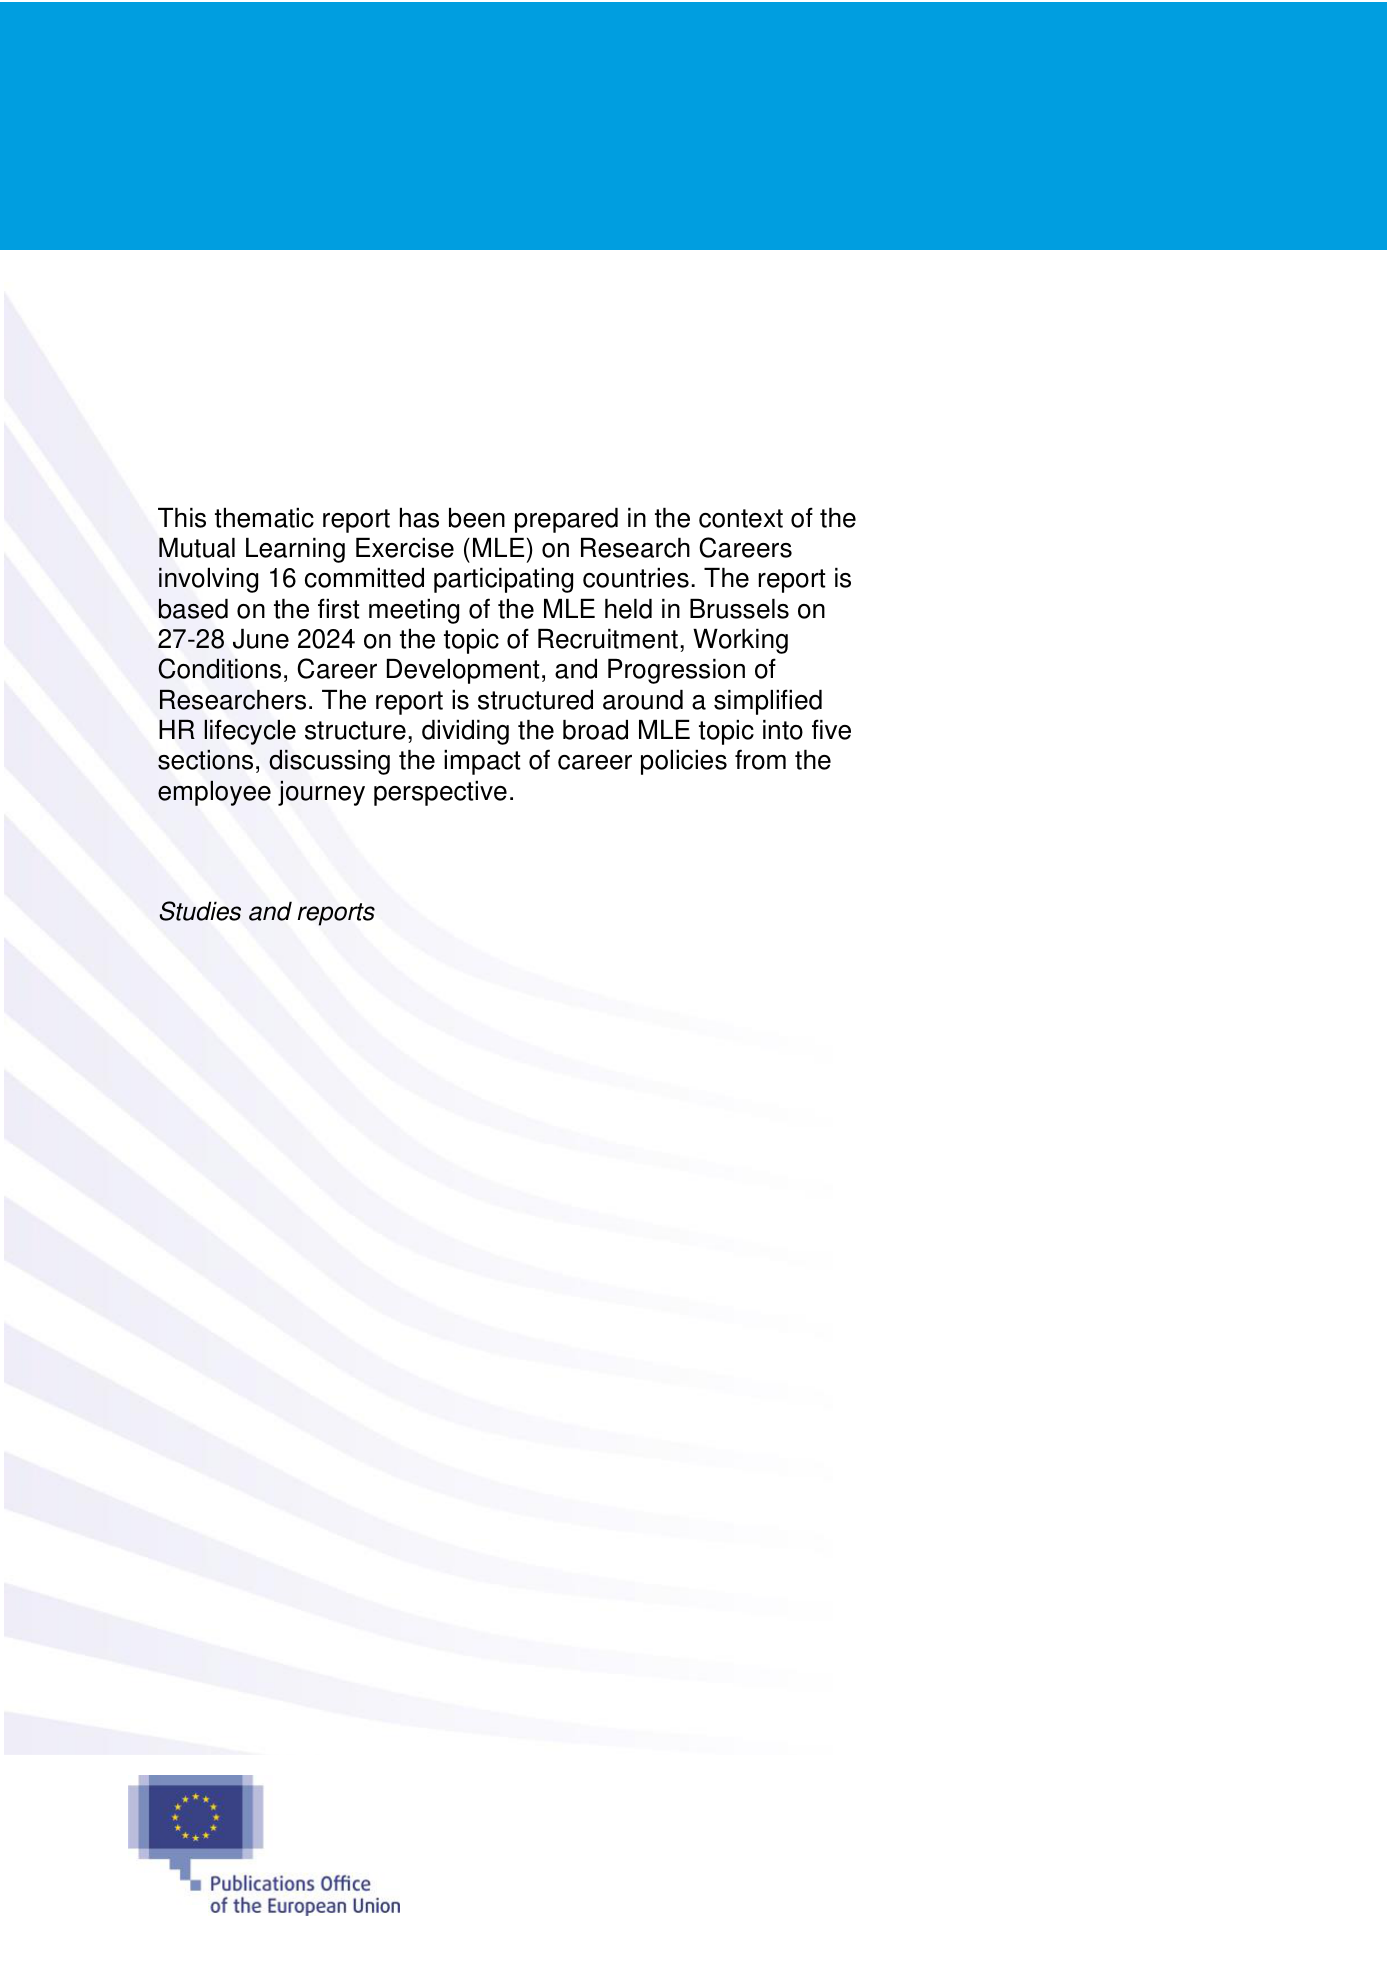 This thematic report has been prepared in the context of the
Mutual Learning Exercise (MLE) on Research Careers
involving 16 committed participating countries. The report is
based on the first meeting of the MLE held in Brussels on
27-28 June 2024 on the topic of Recruitment, Working
Conditions, Career Development, and Progression of
Researchers. The report is structured around a simplified
HR lifecycle structure, dividing the broad MLE topic into five
sections, discussing the impact of career policies from the
employee journey perspective.
Studies and reports
Publications Office
of the European Union